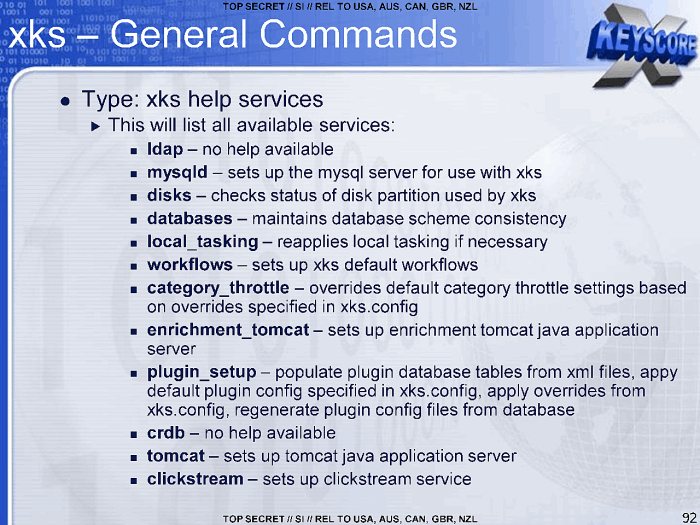 TOP SECRET // SI // REL TO USA, AUS, CAN, GBR, NZL
xks – General Commands
KEYSCORE
X
● Type: xks help services
▶ This will list all available services:
■ ldap – no help available
■ mysqld – sets up the mysql server for use with xks
■ disks – checks status of disk partition used by xks
■ databases – maintains database scheme consistency
■ local_tasking – reapplies local tasking if necessary
■ workflows – sets up xks default workflows
■ category_throttle – overrides default category throttle settings based
on overrides specified in xks.config
■ enrichment_tomcat – sets up enrichment tomcat java application
server
■ plugin_setup – populate plugin database tables from xml files, appy
default plugin config specified in xks.config, apply overrides from
xks.config, regenerate plugin config files from database
■ crdb – no help available
■ tomcat – sets up tomcat java application server
■ clickstream – sets up clickstream service
TOP SECRET // SI // REL TO USA, AUS, CAN, GBR, NZL
92